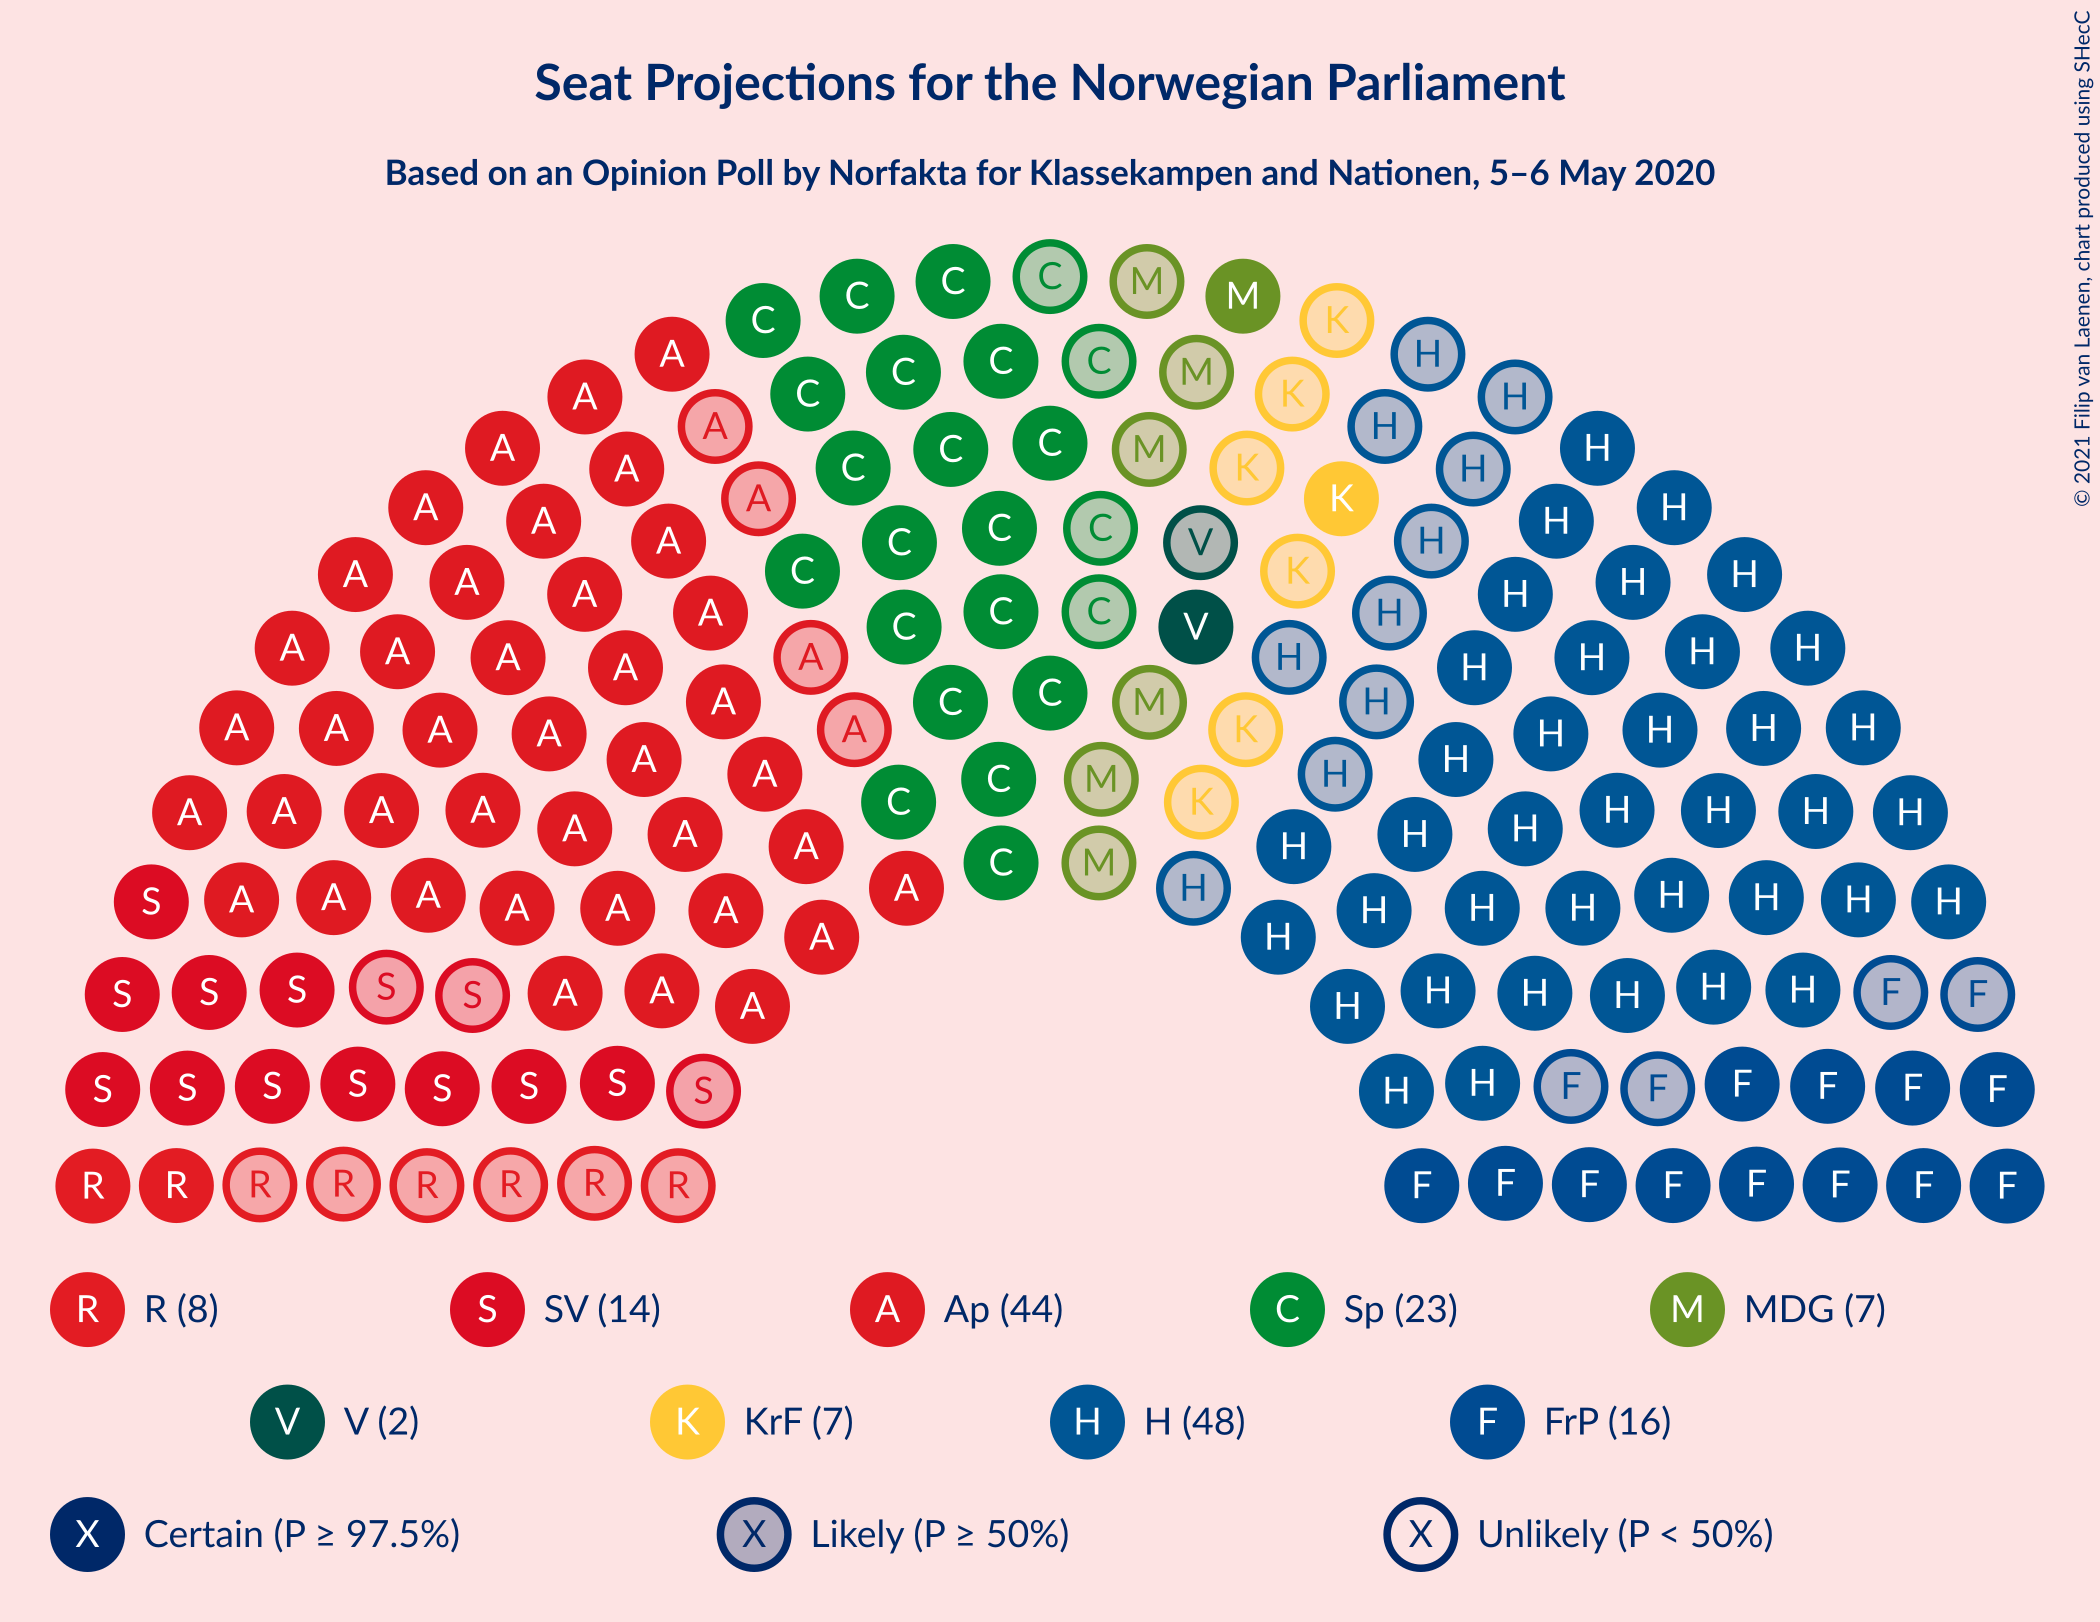 Seat Projections for the Norwegian Parliament
Based on an Opinion Poll by Norfakta for Klassekampen and Nationen, 5–6 May 2020
© 2021 Filip van Laenen, chart produced using SHecC
C C C C M M K
A C C C C M K H H
A A C C C M K K H H H
A A A C C C C V K H H H
A A A A C C C V H H H H
A A A A A C C M K H H H H H
A A A A A A C C M K H H H H H H
A A A A A A A C M H H H H H H H
S A A A A A A A H H H H H H H H
S S S S S A A A H H H H H H F F
S S S S S S S S H H F F F F F F
R R R R R R R R F F F F F F F F
R R (8) S SV (14) A Ap (44) C Sp (23) M MDG (7)
V V (2) K KrF (7) H H (48) F FrP (16)
X Certain (P ≥ 97.5%) X Likely (P ≥ 50%) X Unlikely (P < 50%)